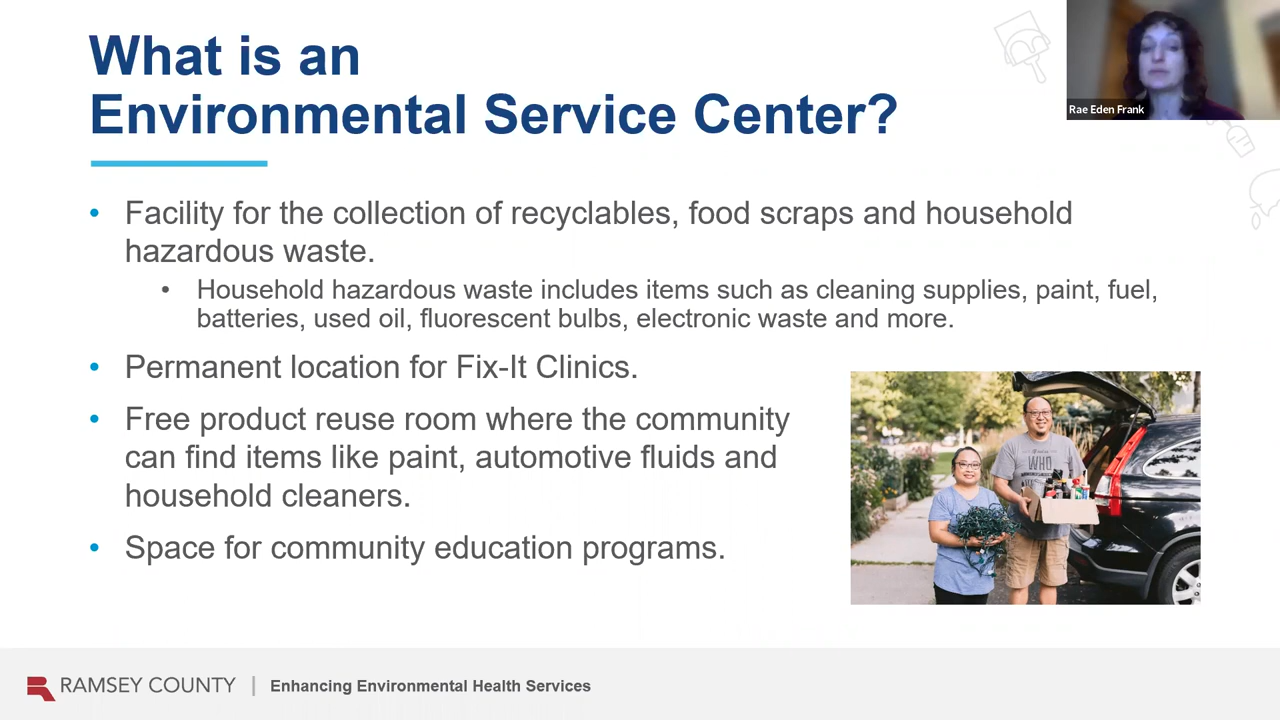 What is an
Environmental Service Center?
Rae Eden Frank
• Facility for the collection of recyclables, food scraps and household
hazardous waste.
• Household hazardous waste includes items such as cleaning supplies, paint, fuel,
batteries, used oil, fluorescent bulbs, electronic waste and more.
• Permanent location for Fix-It Clinics.
• Free product reuse room where the community
can find items like paint, automotive fluids and
household cleaners.
• Space for community education programs.
WHO
RAMSEY COUNTY | Enhancing Environmental Health Services